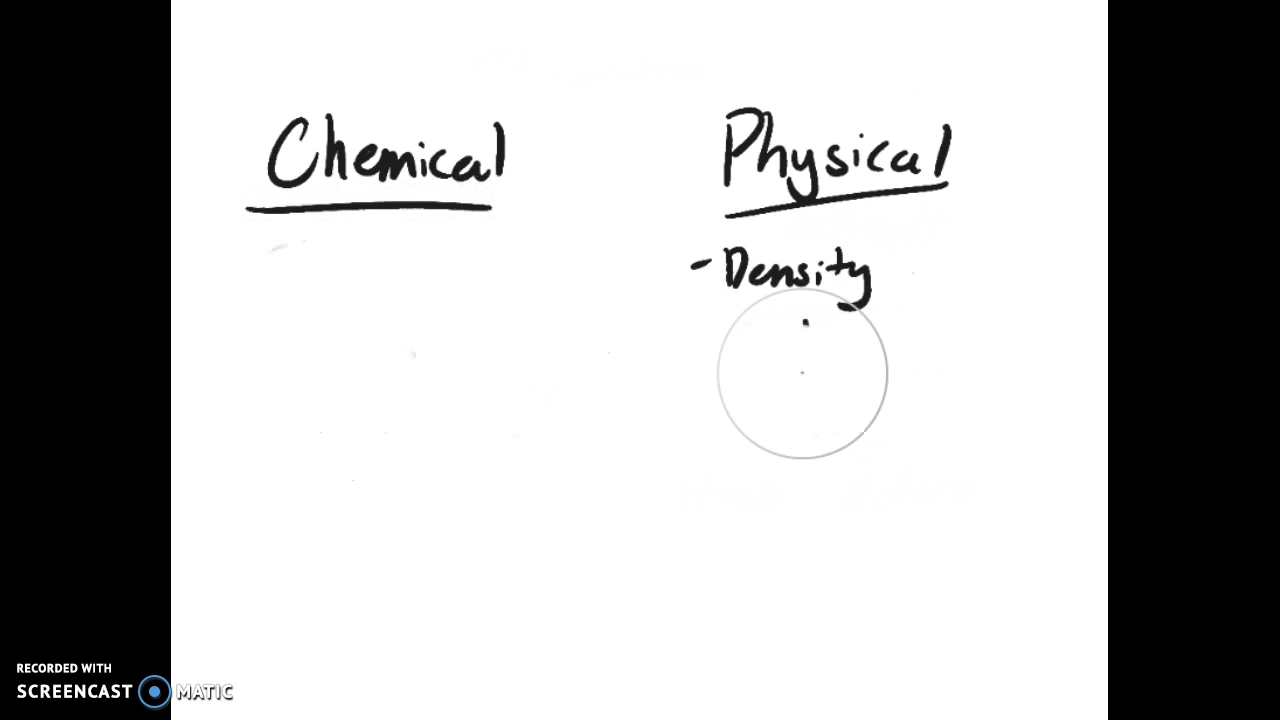 Chemical
Physical
- Density
RECORDED WITH
SCREENCAST MATIC